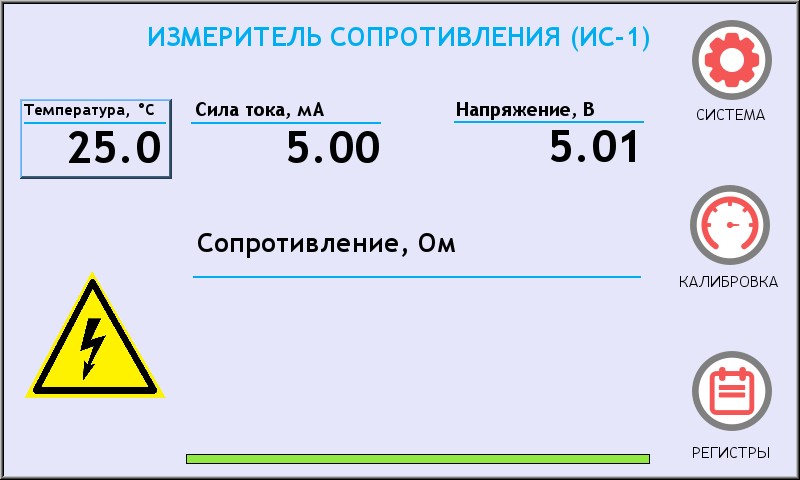 ИЗМЕРИТЕЛЬ СОПРОТИВЛЕНИЯ (ИС-1)
СИСТЕМА
Температура, °С
25.0
Сила тока, мА
5.00
Напряжение, В
5.01
Сопротивление, Ом
КАЛИБРОВКА
РЕГИСТРЫ